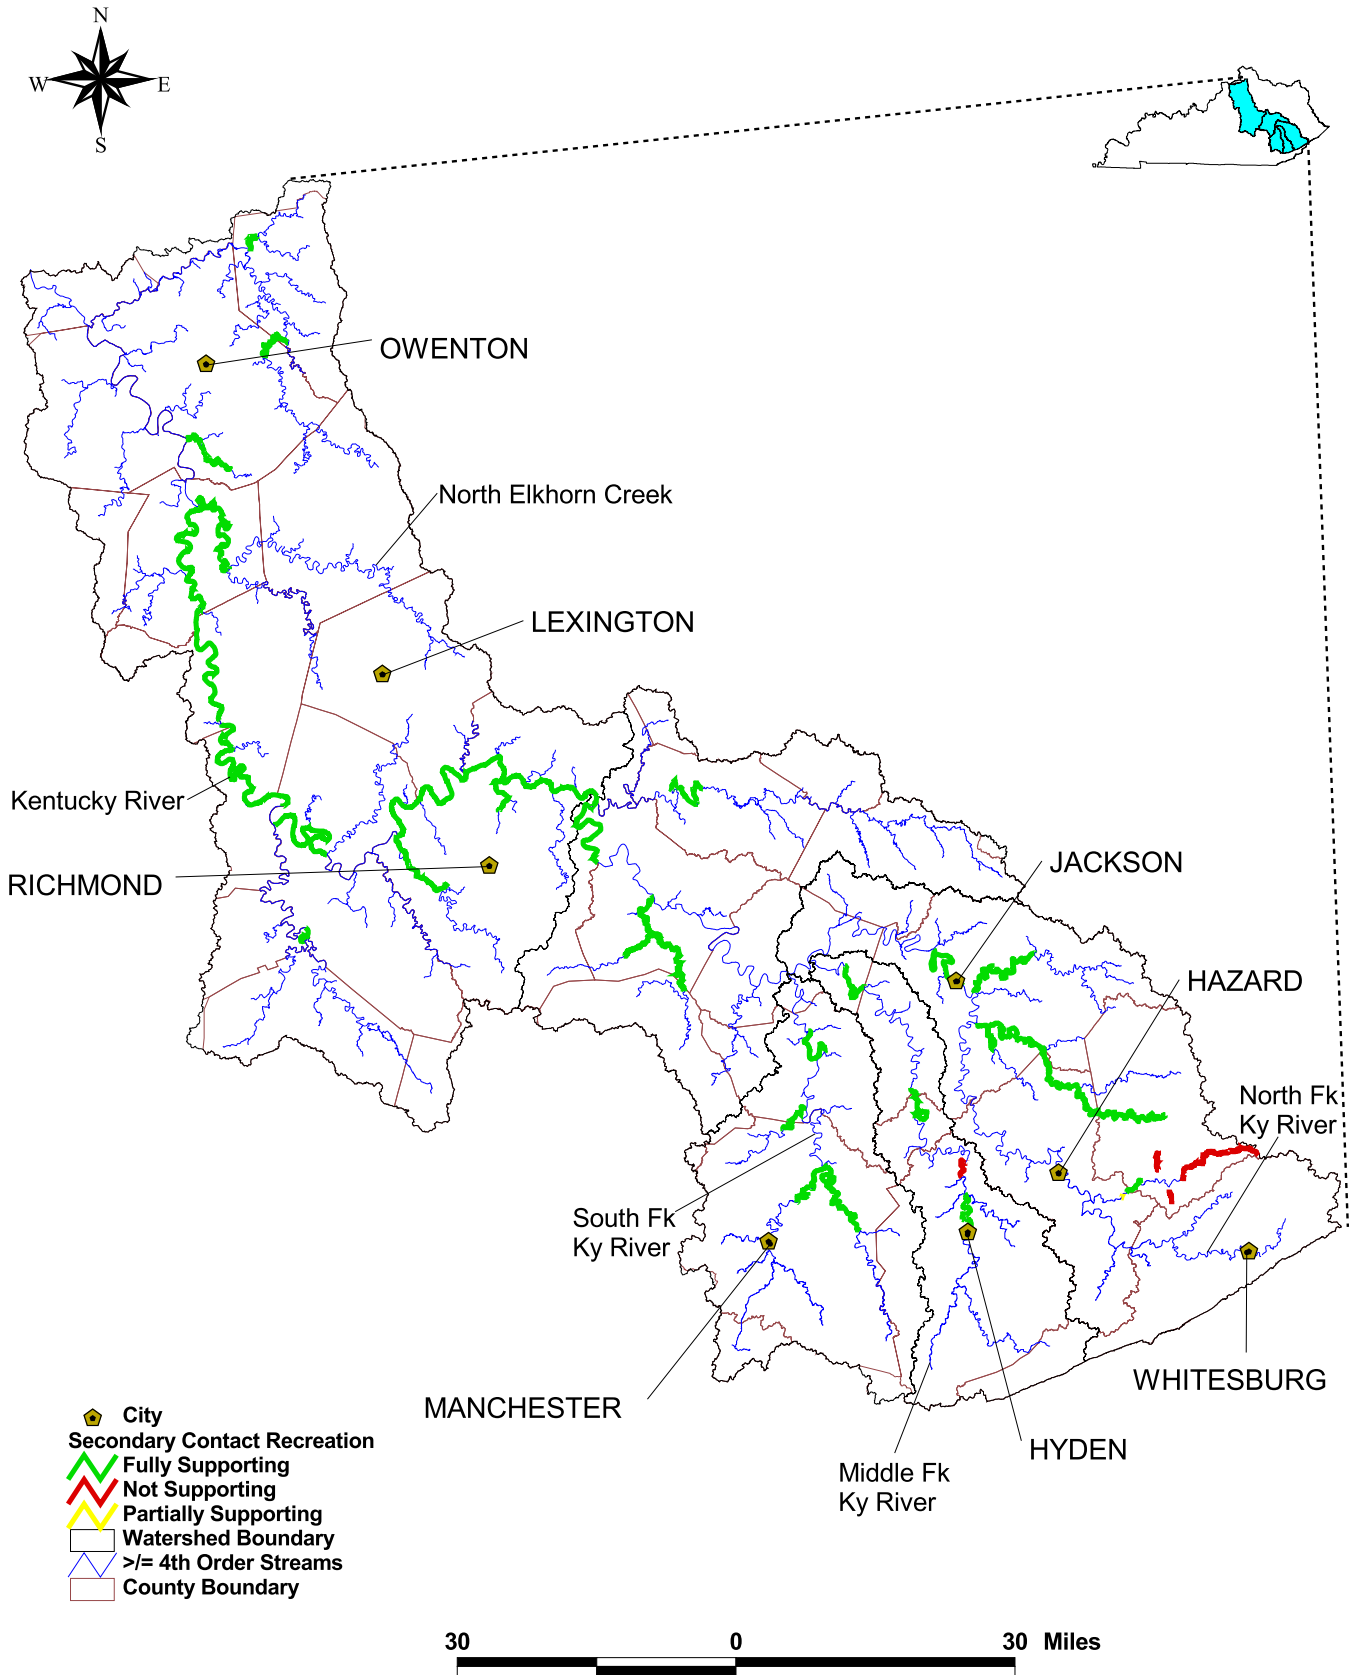 N
W
E
S
OWENTON
North Elkhorn Creek
LEXINGTON
Kentucky River
RICHMOND
JACKSON
HAZARD
North Fk
Ky River
South Fk
Ky River
WHITESBURG
MANCHESTER
HYDEN
Middle Fk
Ky River
City
Secondary Contact Recreation
Fully Supporting
Not Supporting
Partially Supporting
Watershed Boundary
>/= 4th Order Streams
County Boundary
30 0 30 Miles